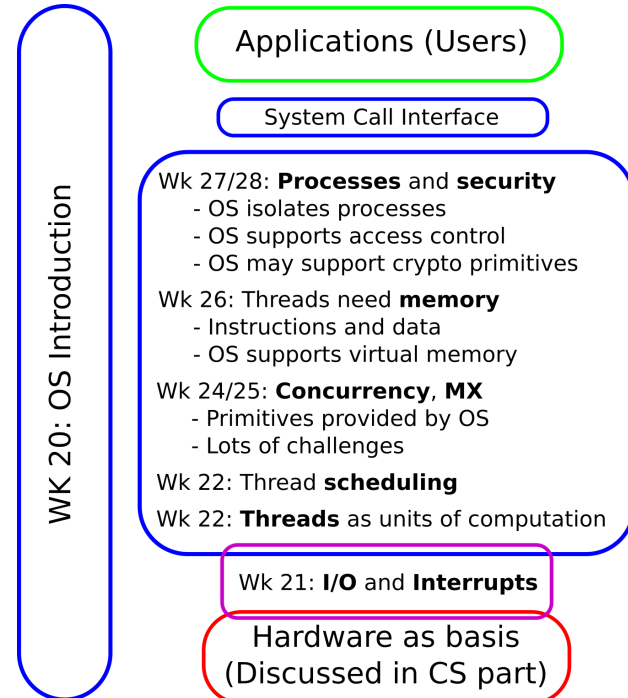 WK 20: OS Introduction
Applications (Users)
System Call Interface
Wk 27/28: Processes and security
- OS isolates processes
- OS supports access control
- OS may support crypto primitives
Wk 26: Threads need memory
- Instructions and data
- OS supports virtual memory
Wk 24/25: Concurrency, MX
- Primitives provided by OS
- Lots of challenges
Wk 22: Thread scheduling
Wk 22: Threads as units of computation
Wk 21: I/O and Interrupts
Hardware as basis
(Discussed in CS part)